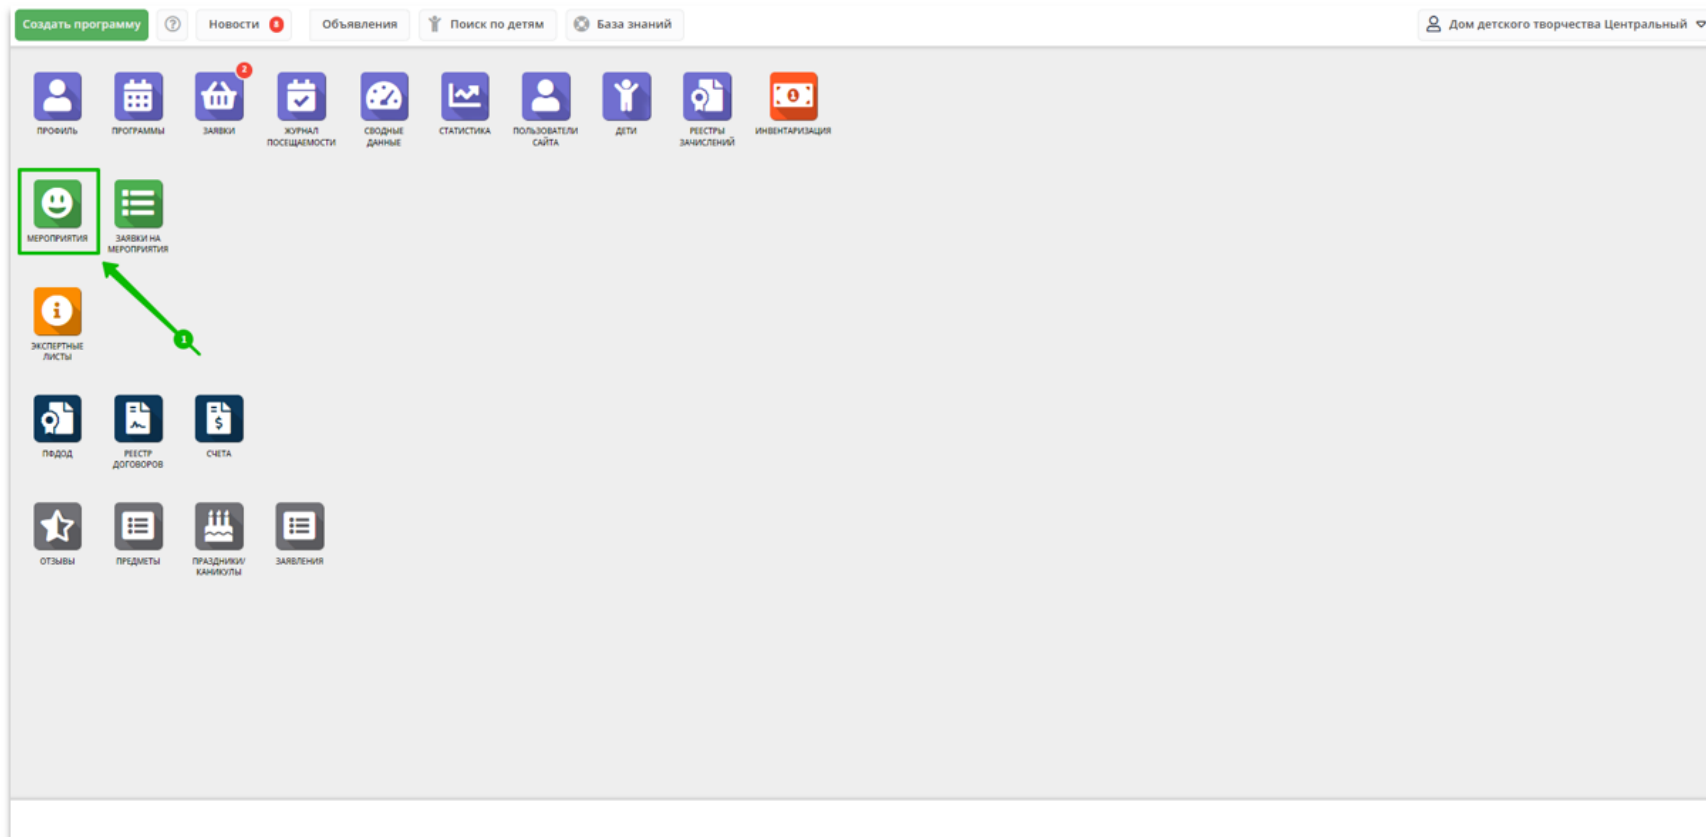 Создать программу
?
Новости 8
Объявления
Поиск по детям
База знаний
Дом детского творчества Центральный
2
ПРОФИЛЬ
ПРОГРАММЫ
ЗАЯВКИ
ЖУРНАЛ
ПОСЕЩАЕМОСТИ
СВОДНЫЕ
ДАННЫЕ
СТАТИСТИКА
ПОЛЬЗОВАТЕЛИ
САЙТА
ДЕТИ
РЕЕСТРЫ
ЗАЧИСЛЕНИЙ
ИНВЕНТАРИЗАЦИЯ
МЕРОПРИЯТИЯ
ЗАЯВКИ НА
МЕРОПРИЯТИЯ
1
ЭКСПЕРТНЫЕ
ЛИСТЫ
ПФДОД
РЕЕСТР
ДОГОВОРОВ
СЧЕТА
ОТЗЫВЫ
ПРЕДМЕТЫ
ПРАЗДНИКИ/
КАНИКУЛЫ
ЗАЯВЛЕНИЯ